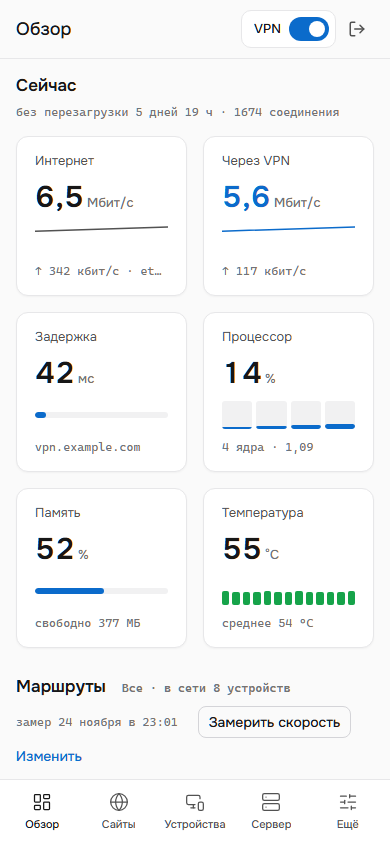 Обзор
VPN
Сейчас
без перезагрузки 5 дней 19 ч · 1674 соединения
Интернет
6,5 Мбит/с
↑ 342 кбит/с · et…
Через VPN
5,6 Мбит/с
↑ 117 кбит/с
Задержка
42 мс
vpn.example.com
Процессор
14 %
4 ядра · 1,09
Память
52 %
свободно 377 МБ
Температура
55 °C
среднее 54 °C
Маршруты Все · в сети 8 устройств
замер 24 ноября в 23:01 Замерить скорость
Изменить
Обзор
Сайты
Устройства
Сервер
Ещё